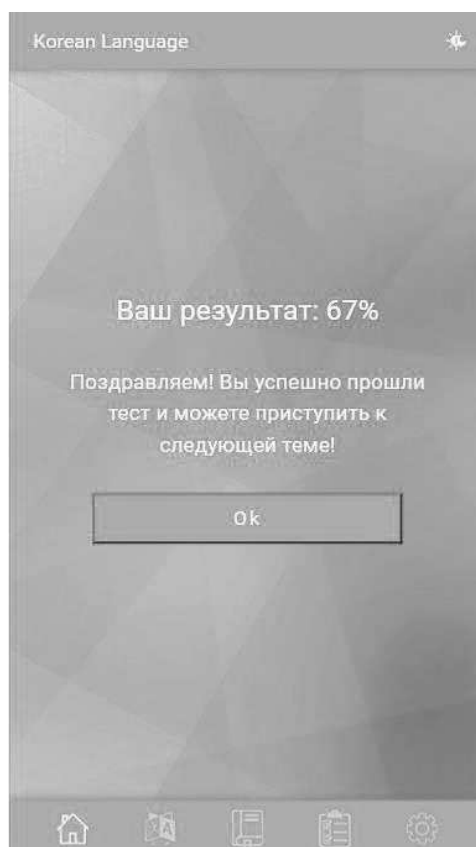 Korean Language
Ваш результат: 67%
Поздравляем! Вы успешно прошли
тест и можете приступить к
следующей теме!
Ok